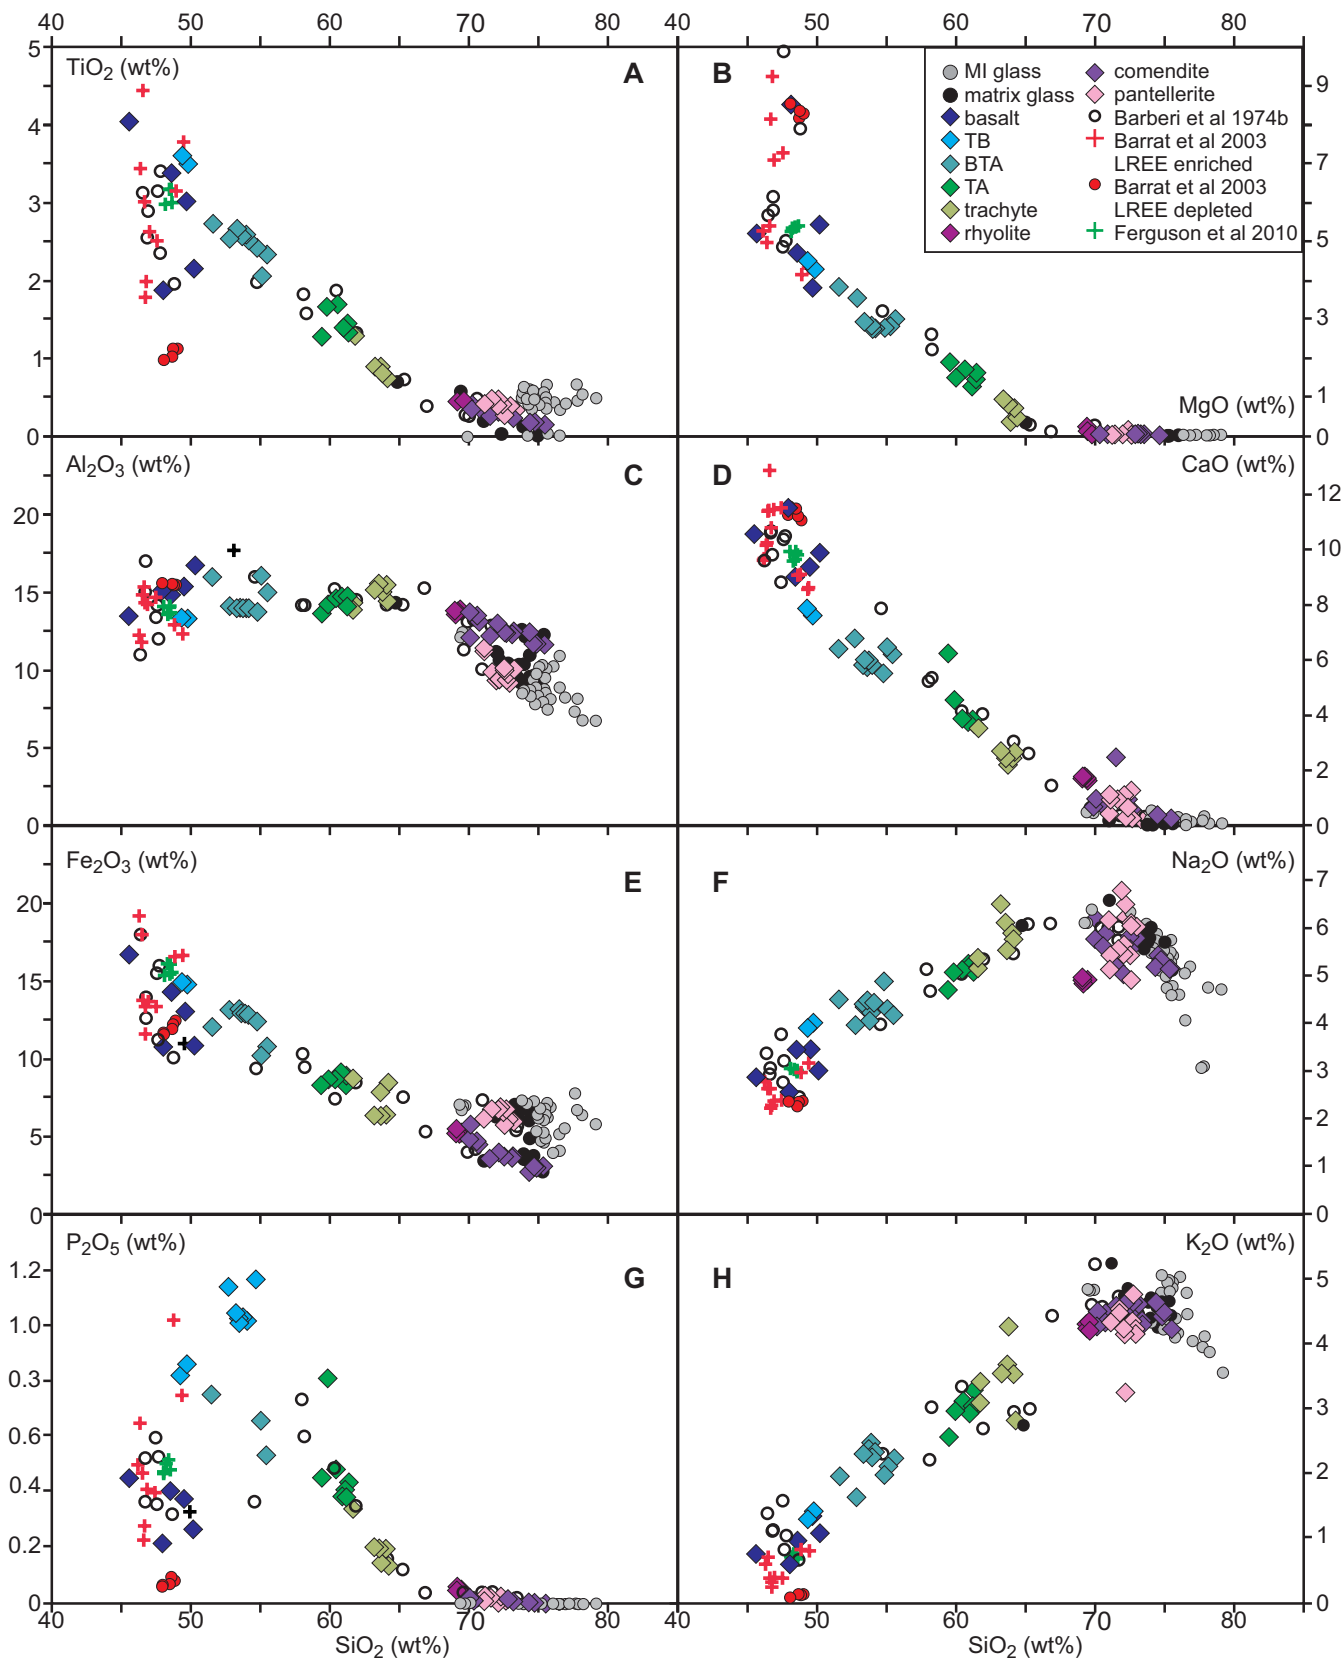 40 50 60 70 80 40 50 60 70 80
5 TiO2 (wt%) A B
4
3
2
1
0
9
7
5
3
1
0
MgO (wt%)
MI glass
matrix glass
basalt
TB
BTA
TA
trachyte
rhyolite
comendite
pantellerite
Barberi et al 1974b
Barrat et al 2003
LREE enriched
Barrat et al 2003
LREE depleted
Ferguson et al 2010
Al2O3 (wt%) C D CaO (wt%)
20
15
10
5
0
12
10
8
6
4
2
0
Fe2O3 (wt%) E F Na2O (wt%)
20
15
10
5
0
7
6
5
4
3
2
1
0
P2O5 (wt%) G H K2O (wt%)
1.2
1.0
0.3
0.6
0.4
0.2
0
5
4
3
2
1
0
40 50 60 70 80 40 50 60 70 80
SiO2 (wt%) SiO2 (wt%)